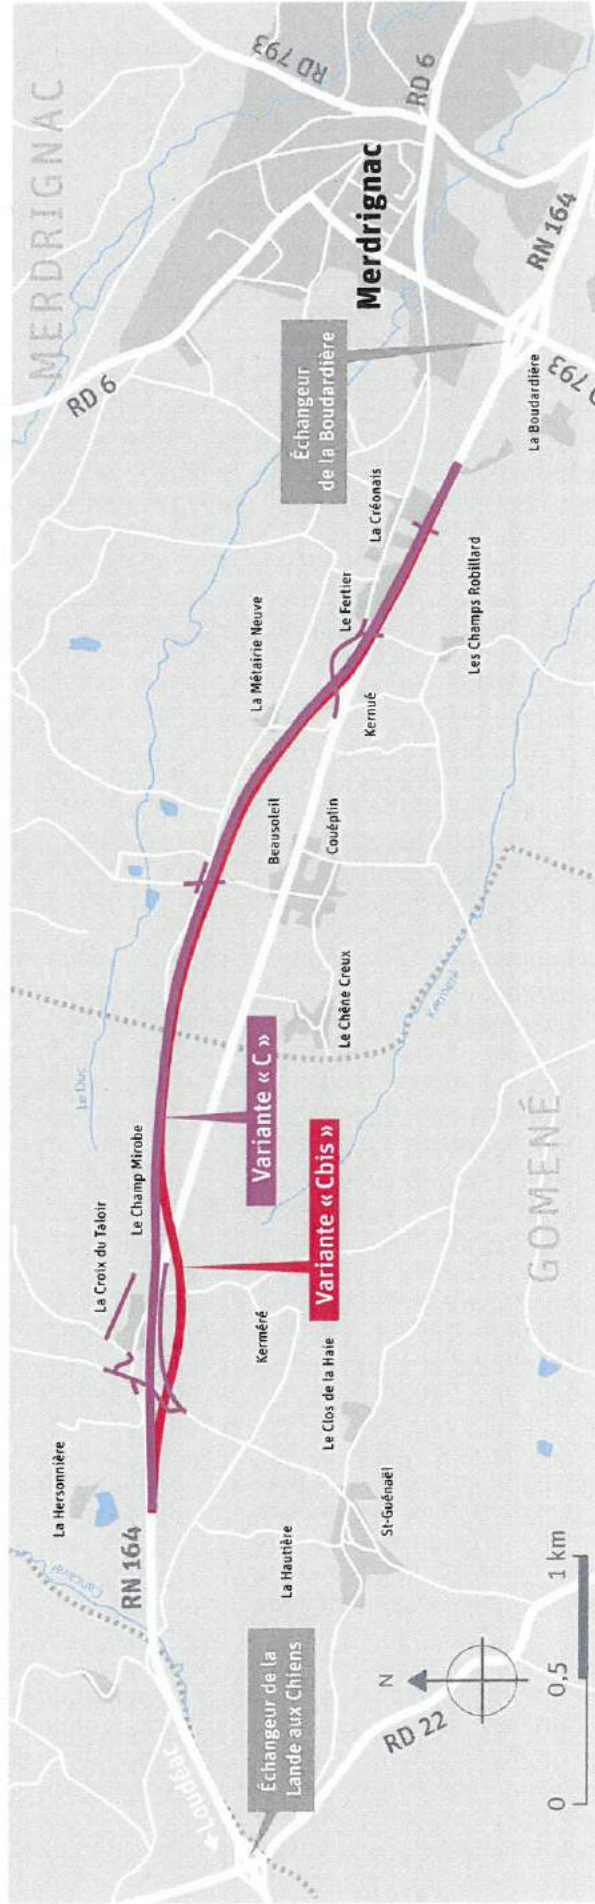 MERDRIGNAC
RD 793
RD 6
RD 6
Merdrignac
RN 164
Échangeur
de la Boudardière
La Boudardière
La Créonais
Le Fertier
Les Champs Robillard
La Métairie Neuve
Kernué
Beausoleil
Couéplin
Le Chêne Creux
Kermené
Le Duc
Variante « C »
Le Champ Mirobe
La Croix du Taloir
Variante « Cbis »
GOMENÉ
Kerméré
Le Clos de la Haie
La Hersonnière
St-Guénaël
La Hautière
RN 164
Cancaval
Échangeur de la
Lande aux Chiens
Loudéac
RD 22
N
0
0,5
1 km